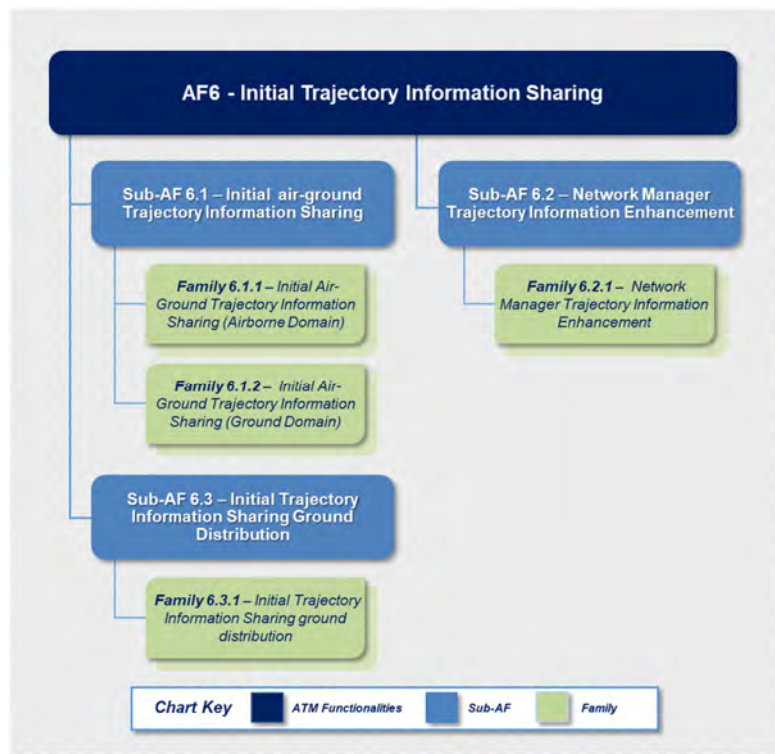 AF6 - Initial Trajectory Information Sharing
Sub-AF 6.1 – Initial air-ground
Trajectory Information Sharing
Family 6.1.1 – Initial Air-
Ground Trajectory Information
Sharing (Airborne Domain)
Family 6.1.2 – Initial Air-
Ground Trajectory Information
Sharing (Ground Domain)
Sub-AF 6.3 – Initial Trajectory
Information Sharing Ground
Distribution
Family 6.3.1 – Initial Trajectory
Information Sharing ground
distribution
Sub-AF 6.2 – Network Manager
Trajectory Information Enhancement
Family 6.2.1 – Network
Manager Trajectory Information
Enhancement
Chart Key ATM Functionalities Sub-AF Family